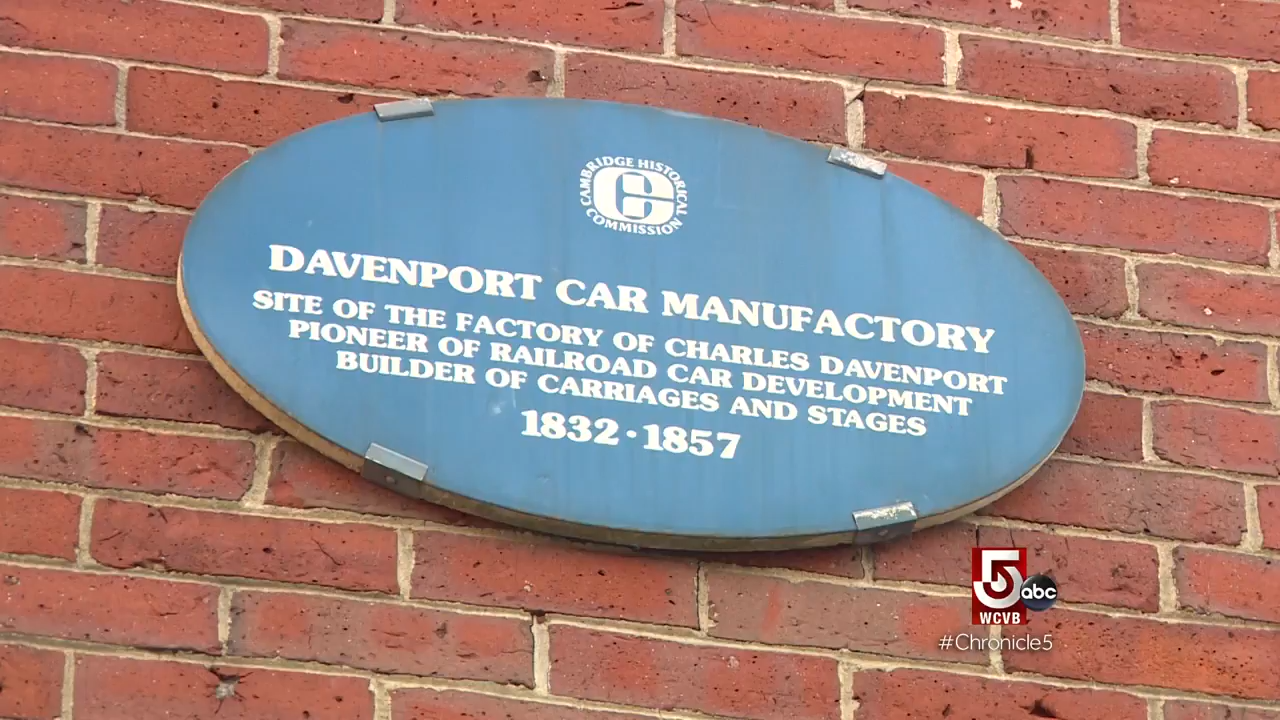 CAMBRIDGE HISTORICAL
COMMISSION
DAVENPORT CAR MANUFACTORY
SITE OF THE FACTORY OF CHARLES DAVENPORT
PIONEER OF RAILROAD CAR DEVELOPMENT
BUILDER OF CARRIAGES AND STAGES
1832 · 1857
5
abc
WCVB
#Chronicle5